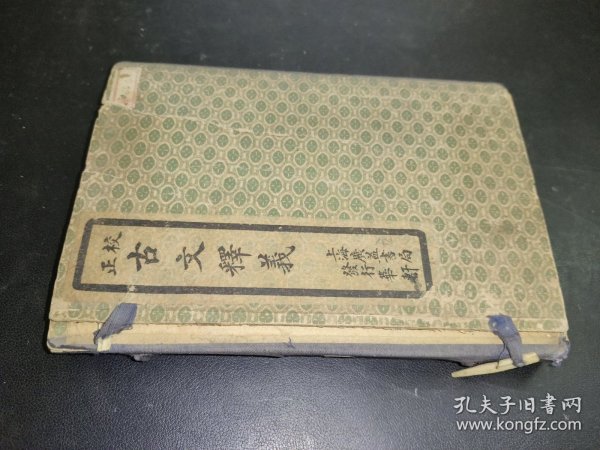 校正
古文釋義
上海廣益書局
發行
孔夫子旧书网
www.kongfz.com